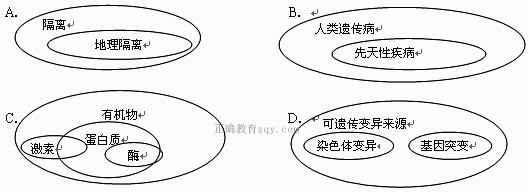 A.
隔离
地理隔离
B.
人类遗传病
先天性疾病
C.
有机物
蛋白质
激素
酶
正确教育zqy.com
D.
可遗传变异来源
染色体变异
基因突变